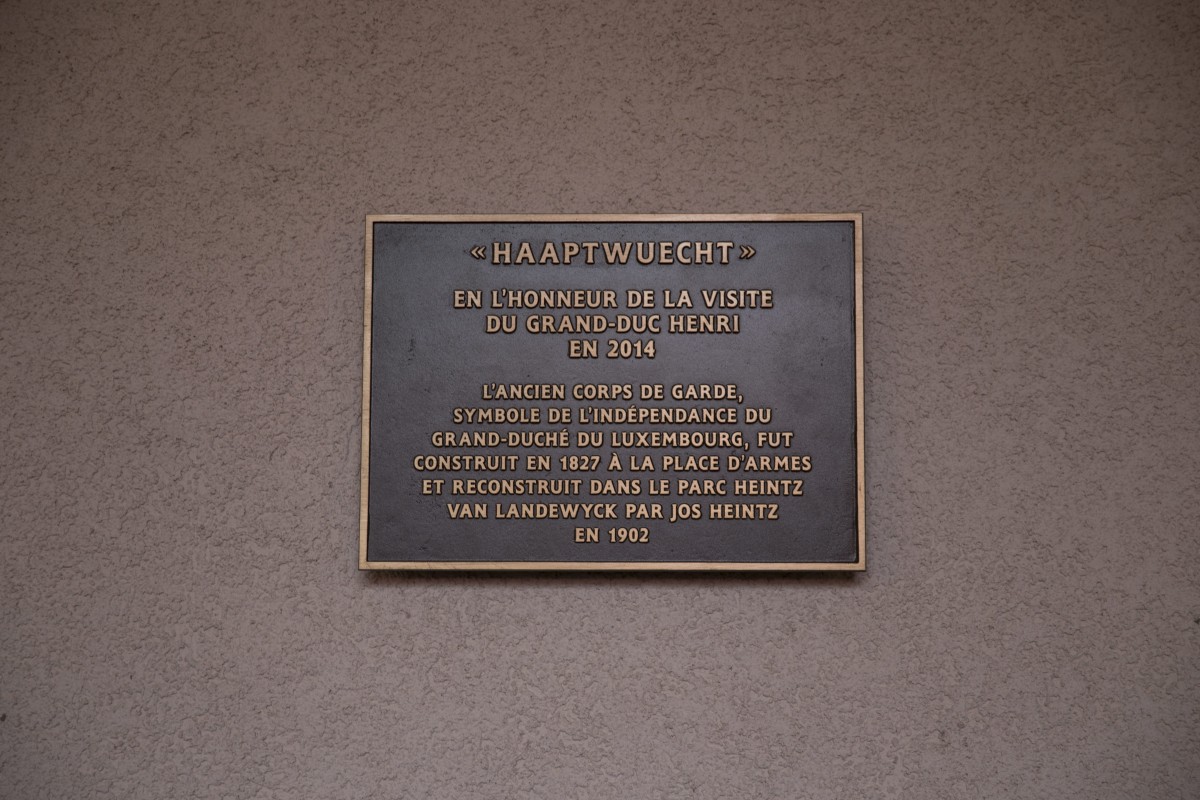 «HAAPTWUECHT»
EN L'HONNEUR DE LA VISITE
DU GRAND-DUC HENRI
EN 2014
L'ANCIEN CORPS DE GARDE,
SYMBOLE DE L'INDÉPENDANCE DU
GRAND-DUCHÉ DU LUXEMBOURG, FUT
CONSTRUIT EN 1827 À LA PLACE D'ARMES
ET RECONSTRUIT DANS LE PARC HEINTZ
VAN LANDEWYCK PAR JOS HEINTZ
EN 1902